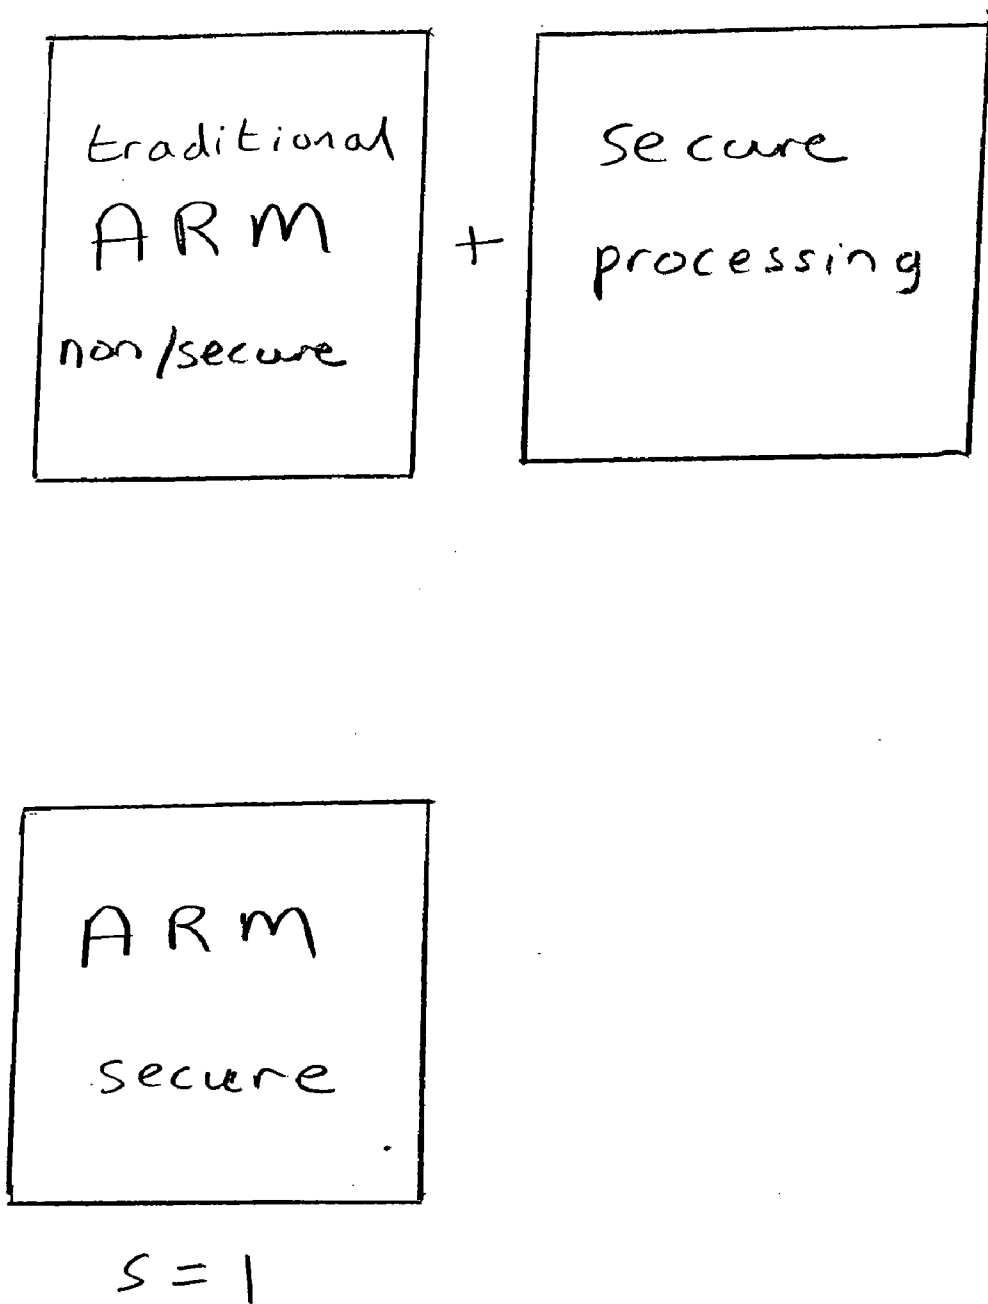 traditional
ARM
non/secure
+
secure
processing
ARM
secure
S = 1